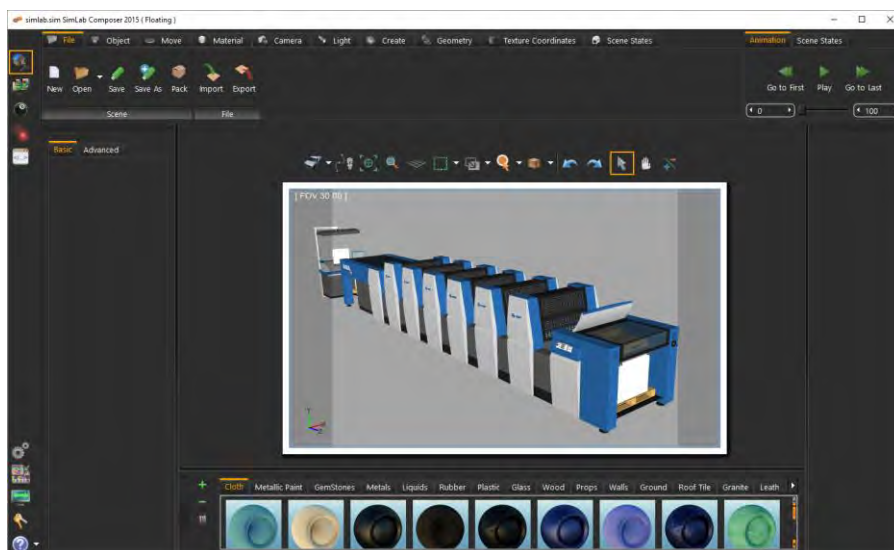 simlab.sim SimLab Composer 2015 ( Floating )
File Object Move Material Camera Light Create Geometry Texture Coordinates Scene States
Animation Scene States
New Open Save Save As Pack Import Export
Scene File
Go to First Play Go to Last
0 100
Basic Advanced
[ FOV 30.00 ]
Cloth Metallic Paint GemStones Metals Liquids Rubber Plastic Glass Wood Props Walls Ground Roof Tile Granite Leath